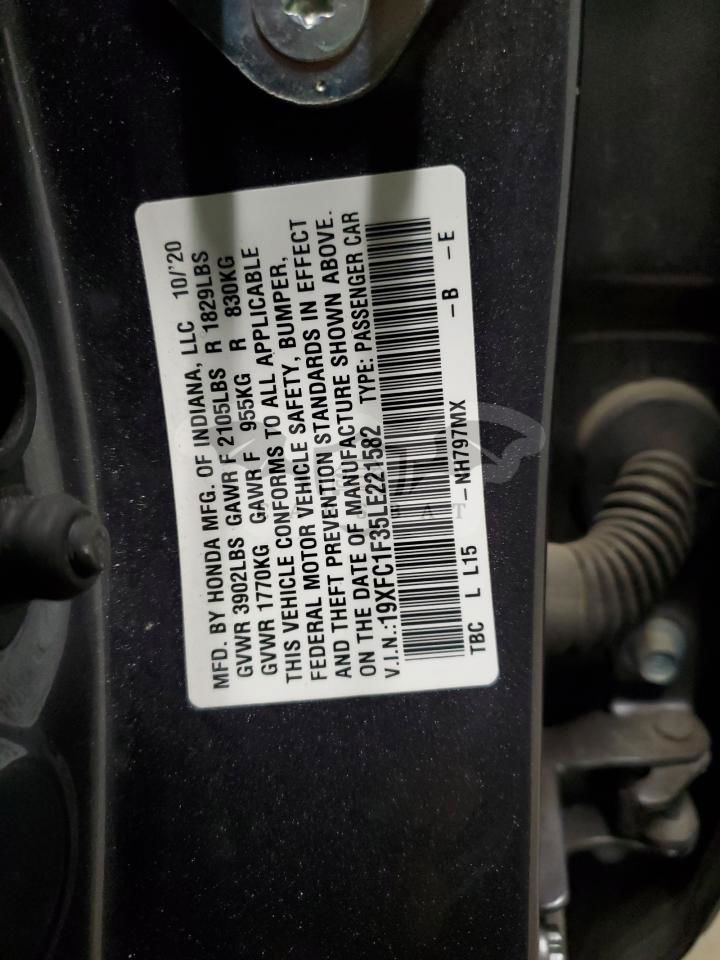 MFD. BY HONDA MFG. OF INDIANA, LLC 10/'20
GVWR 3902LBS GAWR F 2105LBS R 1829LBS
GVWR 1770KG GAWR F 955KG R 830KG
THIS VEHICLE CONFORMS TO ALL APPLICABLE
FEDERAL MOTOR VEHICLE SAFETY, BUMPER,
AND THEFT PREVENTION STANDARDS IN EFFECT
ON THE DATE OF MANUFACTURE SHOWN ABOVE.
V.I.N.:19XFC1F35LE221582 TYPE: PASSENGER CAR
TBC L L15 -NH797MX -B -E